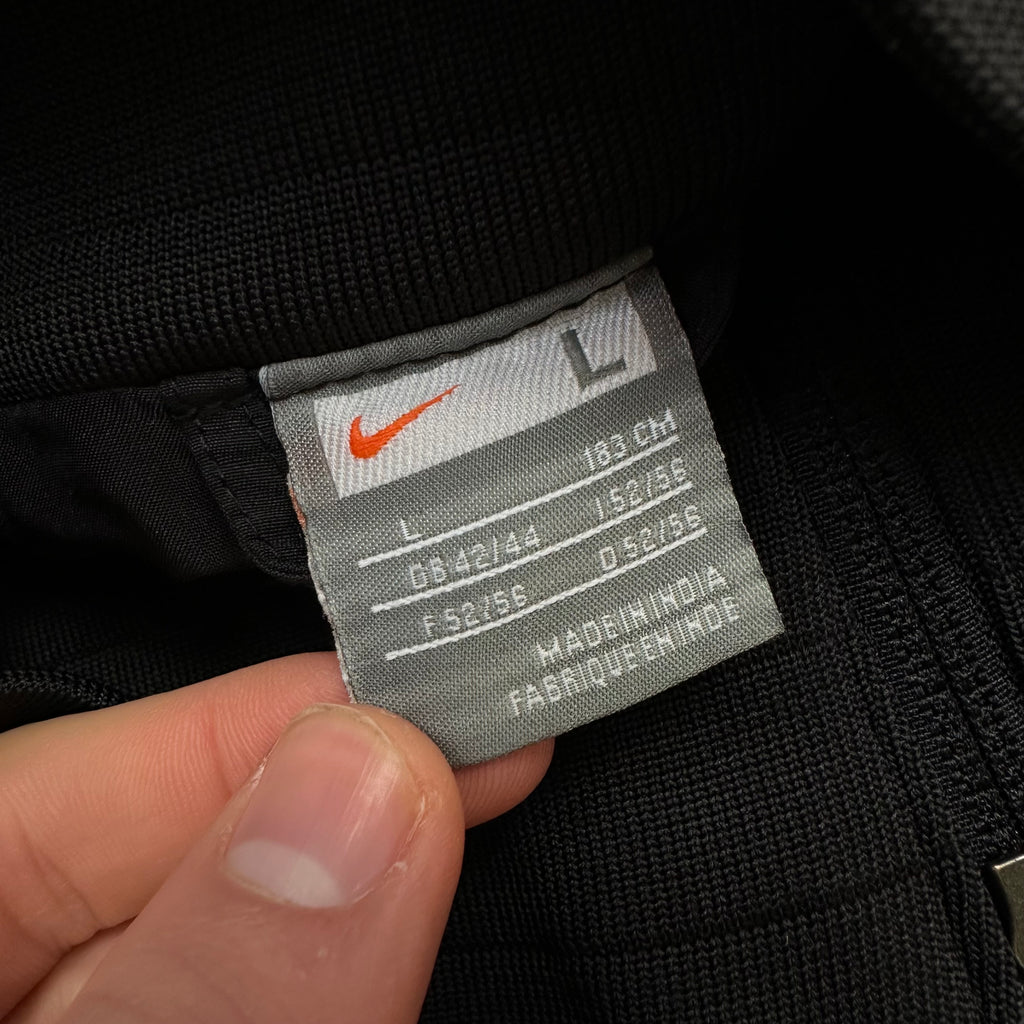 L
L 183 CM
GB 42/44 I 52/56
F 52/56 D 52/56
MADE IN INDIA
FABRIQUE EN INDE